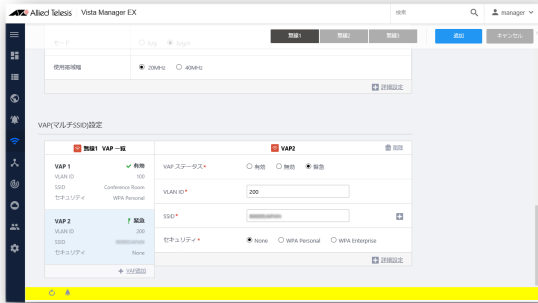 Allied Telesis Vista Manager EX 検索 manager
無線1 無線2 無線3 追加 キャンセル
モード
使用帯域幅 20MHz 40MHz
詳細設定
VAP(マルチSSID)設定
無線1 VAP 一覧
VAP 1 有効
VLAN ID 100
SSID Conference Room
セキュリティ WPA Personal
VAP 2 緊急
VLAN ID 200
SSID
セキュリティ None
VAP追加
VAP2 削除
VAP ステータス* 有効 無効 緊急
VLAN ID* 200
SSID*
セキュリティ* None WPA Personal WPA Enterprise
詳細設定